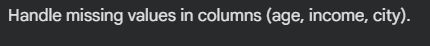 Handle missing values in columns (age, income, city).